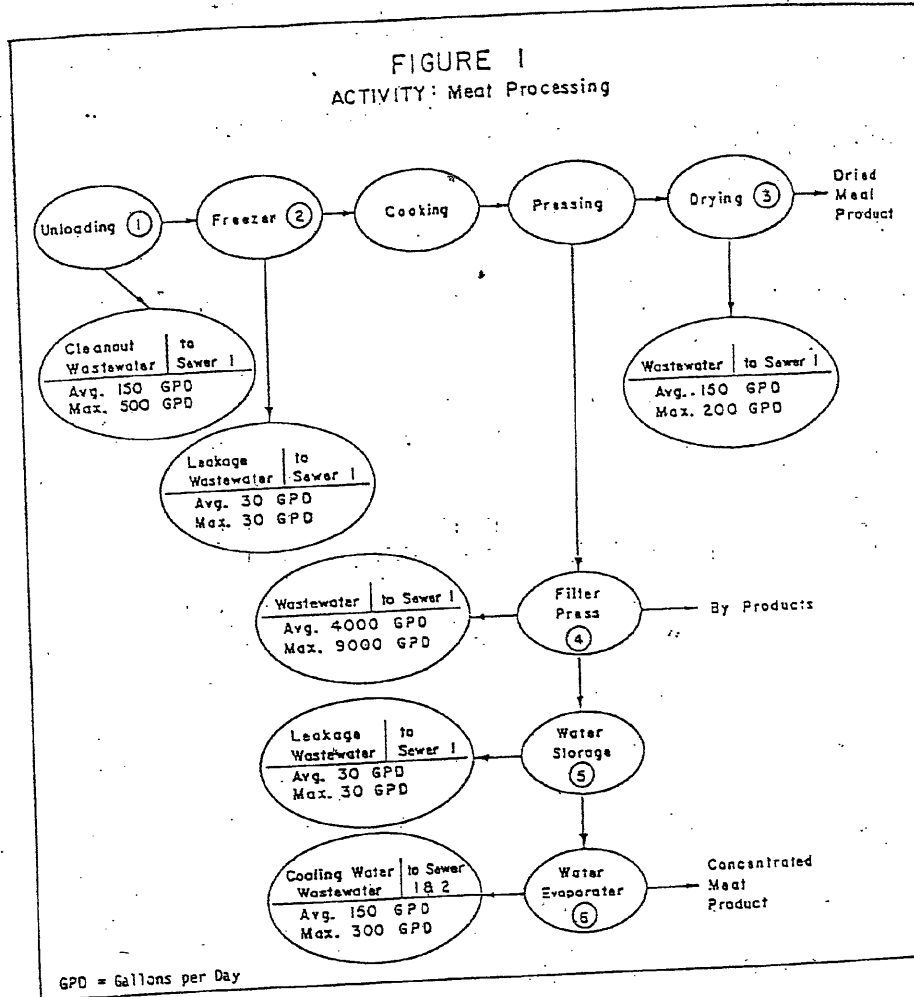 FIGURE 1
ACTIVITY: Meat Processing
Unloading 1
Freezer 2
Cooking
Pressing
Drying 3
Dried
Meal
Product
Cleanout
Wastewater
to
Sewer 1
Avg. 150 GPD
Max. 500 GPD
Wastewater
to Sewer 1
Avg. 150 GPD
Max. 200 GPD
Leakage
Wastewater
to
Sewer 1
Avg. 30 GPD
Max. 30 GPD
Wastewater
to Sewer 1
Avg. 4000 GPD
Max. 9000 GPD
Filter
Press
4
By Products
Leakage
Wastewater
to
Sewer 1
Avg. 30 GPD
Max. 30 GPD
Water
Storage
5
Cooling Water
Wastewater
to Sewer
1 & 2
Avg. 150 GPD
Max. 300 GPD
Water
Evaporater
6
Concentrated
Meat
Product
GPD = Gallons per Day